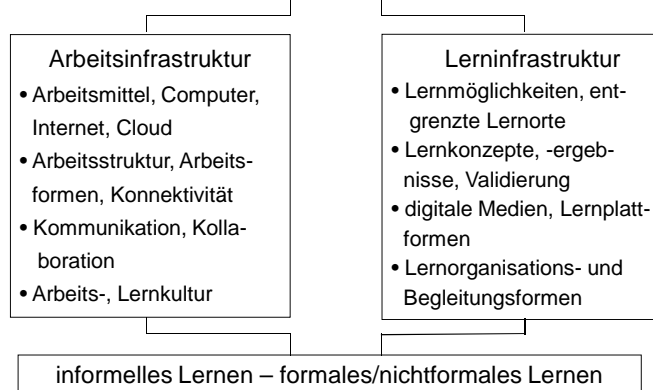 Arbeitsinfrastruktur
• Arbeitsmittel, Computer,
Internet, Cloud
• Arbeitsstruktur, Arbeits-
formen, Konnektivität
• Kommunikation, Kolla-
boration
• Arbeits-, Lernkultur
Lerninfrastruktur
• Lernmöglichkeiten, ent-
grenzte Lernorte
• Lernkonzepte, -ergeb-
nisse, Validierung
• digitale Medien, Lernplatt-
formen
• Lernorganisations- und
Begleitungsformen
informelles Lernen – formales/nichtformales Lernen